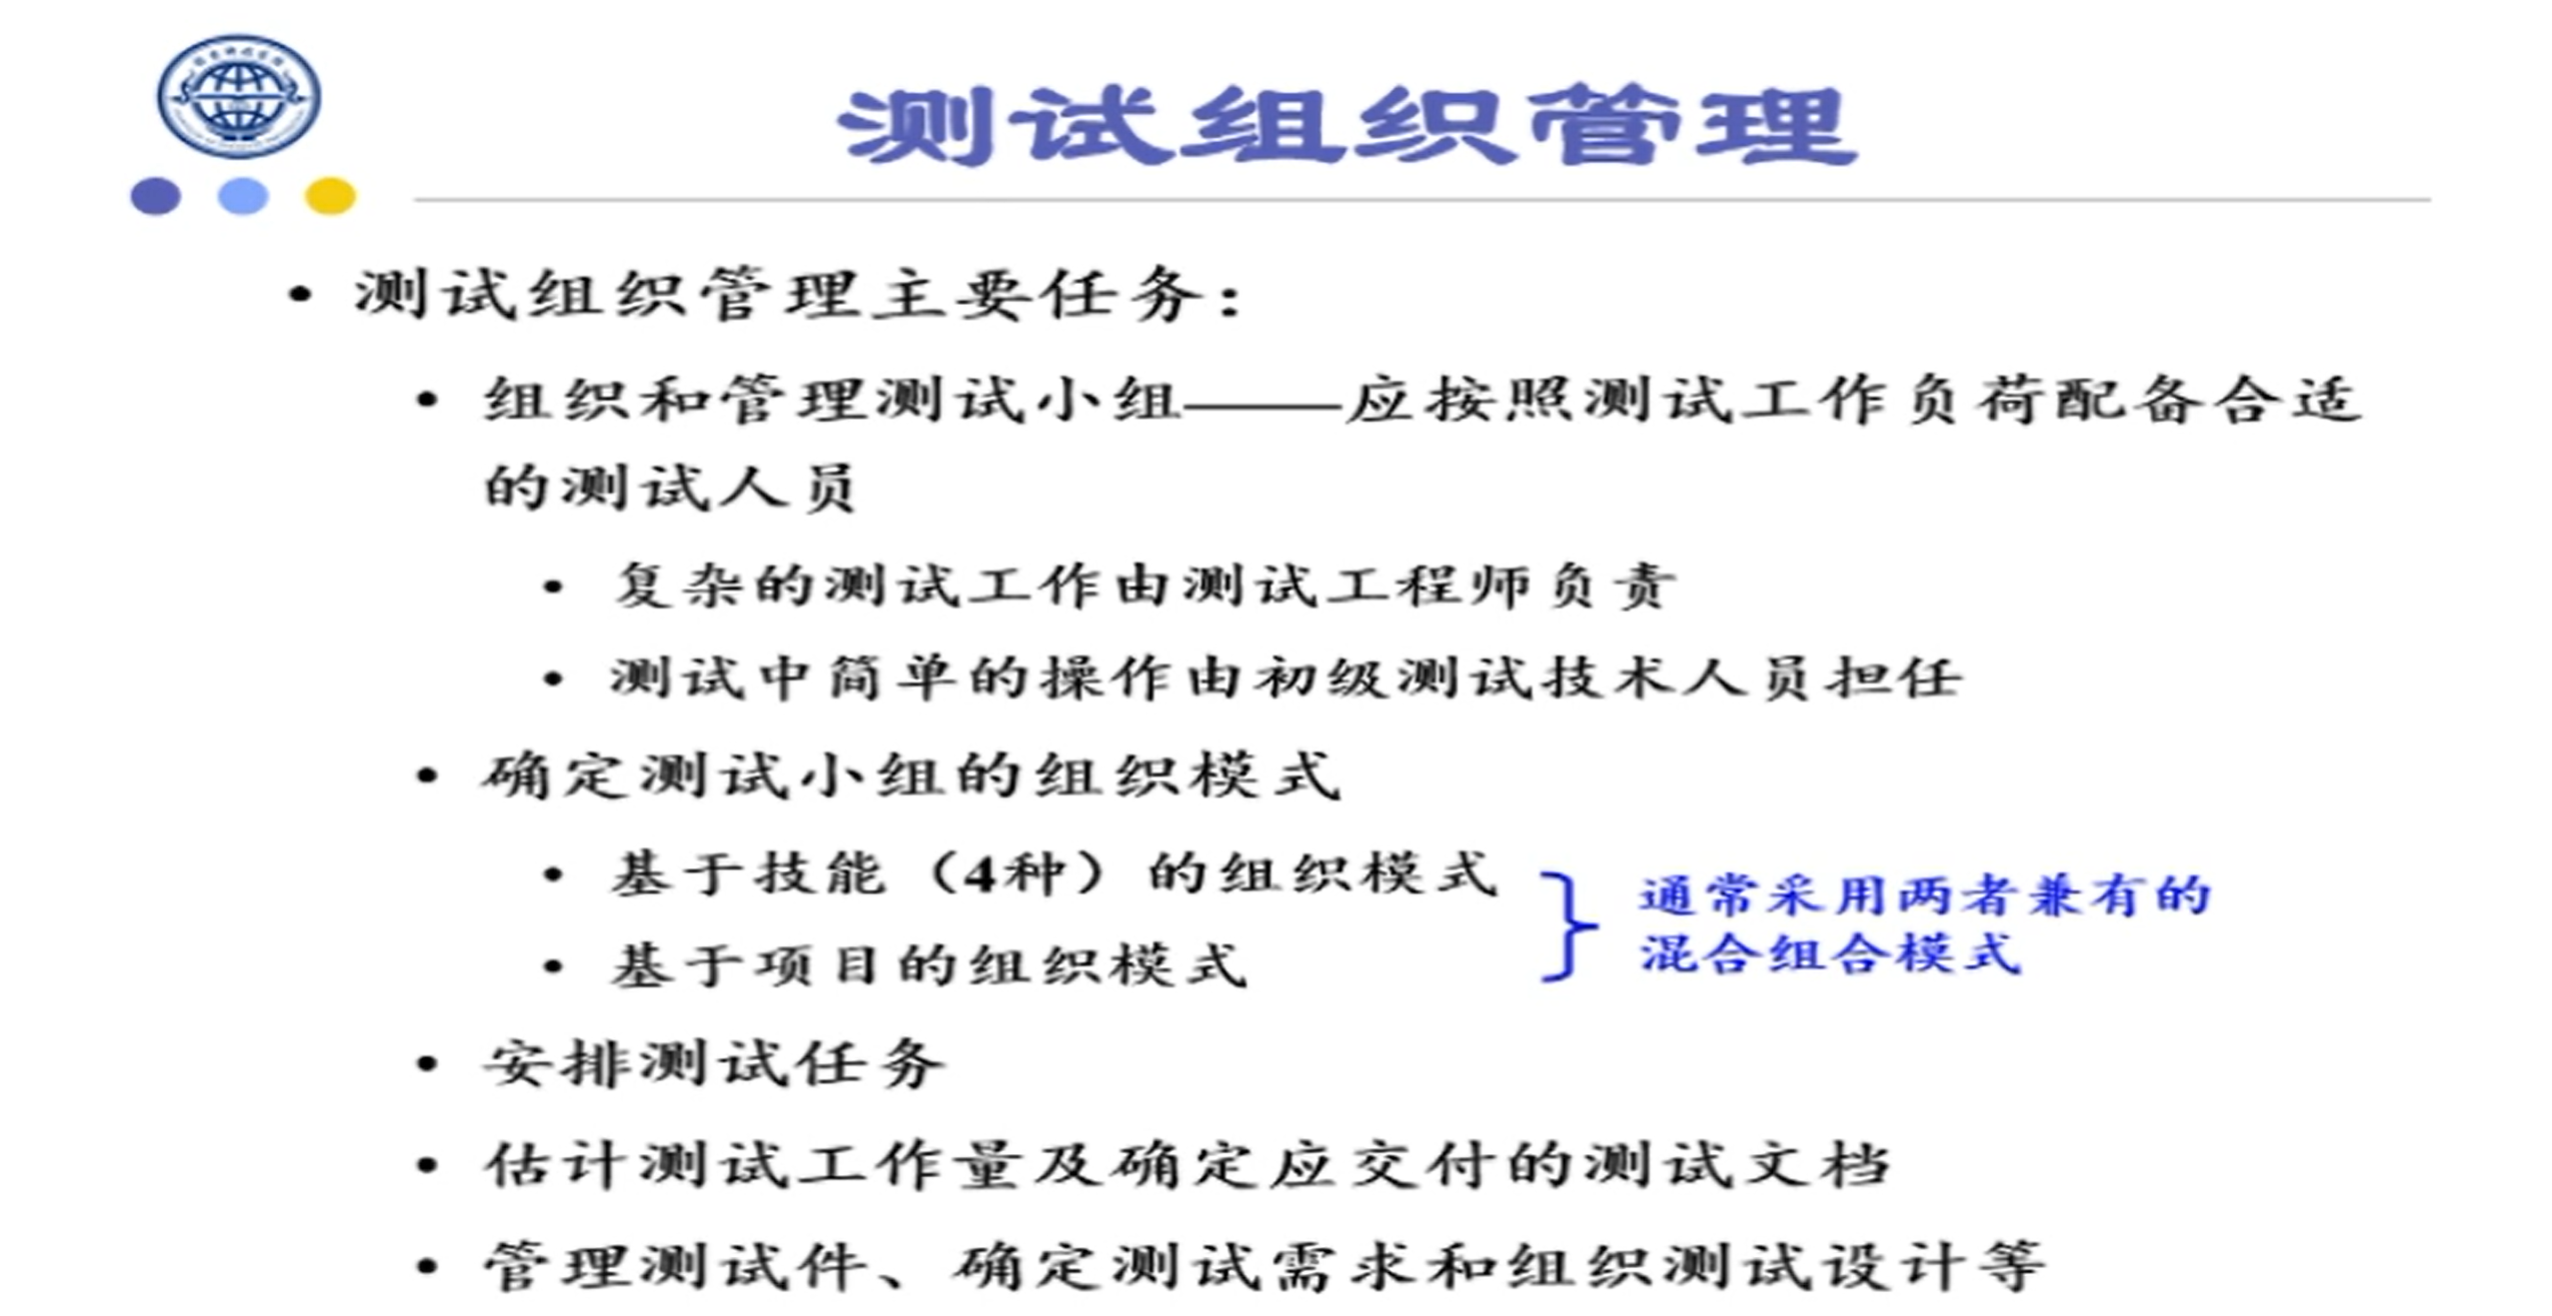 测试组织管理
• 测试组织管理主要任务：
• 组织和管理测试小组——应按照测试工作负荷配备合适
的测试人员
• 复杂的测试工作由测试工程师负责
• 测试中简单的操作由初级测试技术人员担任
• 确定测试小组的组织模式
• 基于技能（4种）的组织模式
• 基于项目的组织模式
通常采用两者兼有的
混合组合模式
• 安排测试任务
• 估计测试工作量及确定应交付的测试文档
• 管理测试件、确定测试需求和组织测试设计等